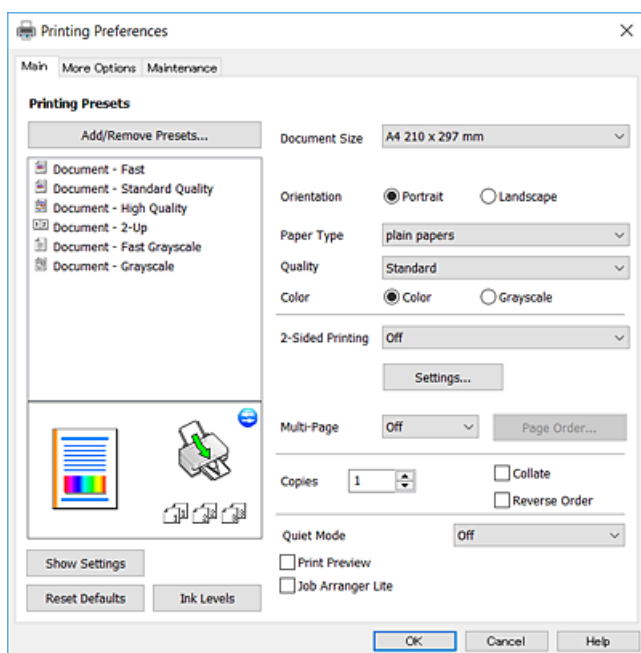 Printing Preferences
Main More Options Maintenance
Printing Presets
Add/Remove Presets...
Document - Fast
Document - Standard Quality
Document - High Quality
Document - 2-Up
Document - Fast Grayscale
Document - Grayscale
Show Settings
Reset Defaults Ink Levels
Document Size A4 210 x 297 mm
Orientation Portrait Landscape
Paper Type plain papers
Quality Standard
Color Color Grayscale
2-Sided Printing Off
Settings...
Multi-Page Off Page Order...
Copies 1 Collate
Reverse Order
Quiet Mode Off
Print Preview
Job Arranger Lite
OK Cancel Help